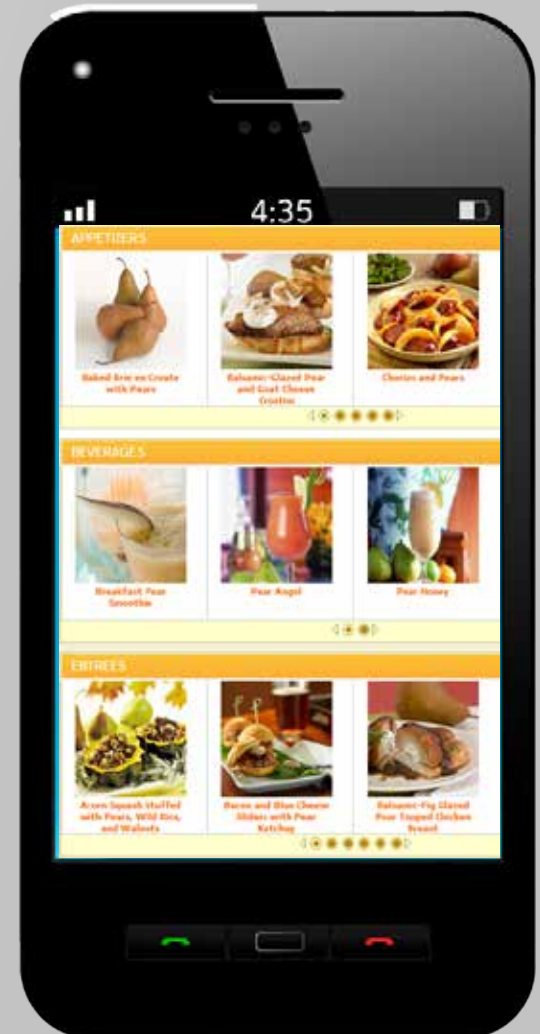 4:35
APPETIZERS
Baked Brie en Croute
with Pears
Balsamic-Glazed Pear
and Goat Cheese
Crostini
Chorizo and Pears
BEVERAGES
Breakfast Pear
Smoothie
Pear Angel
Pear Honey
ENTREES
Acorn Squash Stuffed
with Pears, Wild Rice,
and Walnuts
Bacon and Blue Cheese
Sliders with Pear
Ketchup
Balsamic-Fig Glazed
Pear Topped Chicken
Breast